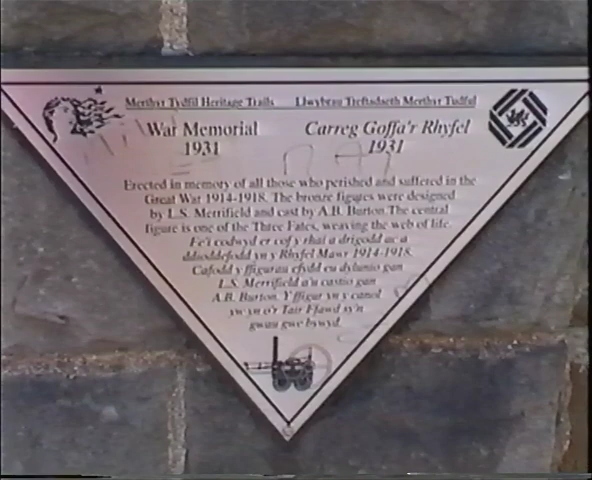 Merthyr Tydfil Heritage Trails Llwybrau Treftadaeth Merthyr Tudful
War Memorial Carreg Goffa'r Rhyfel
1931 1931
Erected in memory of all those who perished and suffered in the
Great War 1914-1918. The bronze figures were designed
by L.S. Merrifield and cast by A.B. Burton. The central
figure is one of the Three Fates, weaving the web of life.
Fe'i codwyd er cof y rhai a drigodd ac a
ddioddefodd yn y Rhyfel Mawr 1914-1918.
Cafodd y ffigurau efydd eu dylunio gan
L.S. Merrifield a'u castio gan
A.B. Burton. Y ffigur yn y canol
yw un o'r Tair Ffawd sy'n
gwau gwe bywyd.